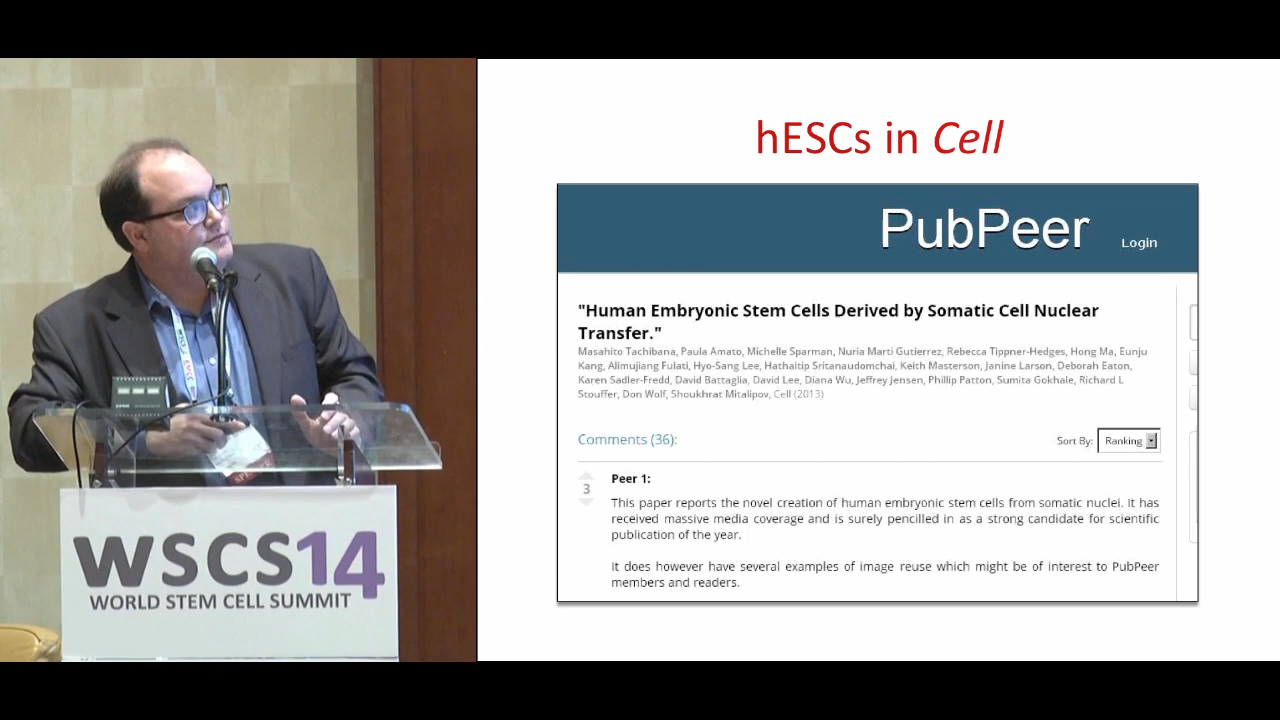 hESCs in Cell
PubPeer
Login
"Human Embryonic Stem Cells Derived by Somatic Cell Nuclear
Transfer."
Masahito Tachibana, Paula Amato, Michelle Sparman, Nuria Marti Gutierrez, Rebecca Tippner-Hedges, Hong Ma, Eunju
Kang, Alimujiang Fulati, Hyo-Sang Lee, Hathaitip Sritanaudomchai, Keith Masterson, Janine Larson, Deborah Eaton,
Karen Sadler-Fredd, David Battaglia, David Lee, Diana Wu, Jeffrey Jensen, Phillip Patton, Sumita Gokhale, Richard L
Stouffer, Don Wolf, Shoukhrat Mitalipov, Cell (2013)
Comments (36):
Sort By: Ranking
3
Peer 1:
This paper reports the novel creation of human embryonic stem cells from somatic nuclei. It has
received massive media coverage and is surely pencilled in as a strong candidate for scientific
publication of the year.
It does however have several examples of image reuse which might be of interest to PubPeer
members and readers.
WSCS14
WORLD STEM CELL SUMMIT